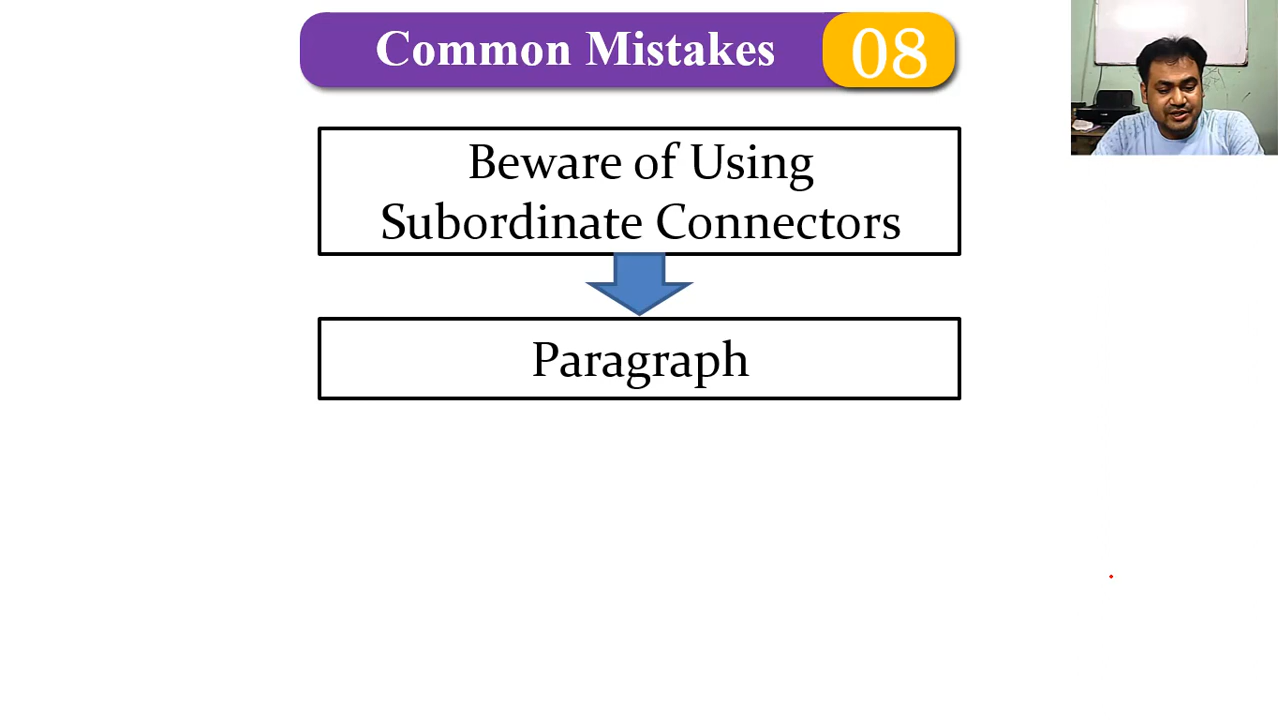 Common Mistakes 08
Beware of Using
Subordinate Connectors
Paragraph